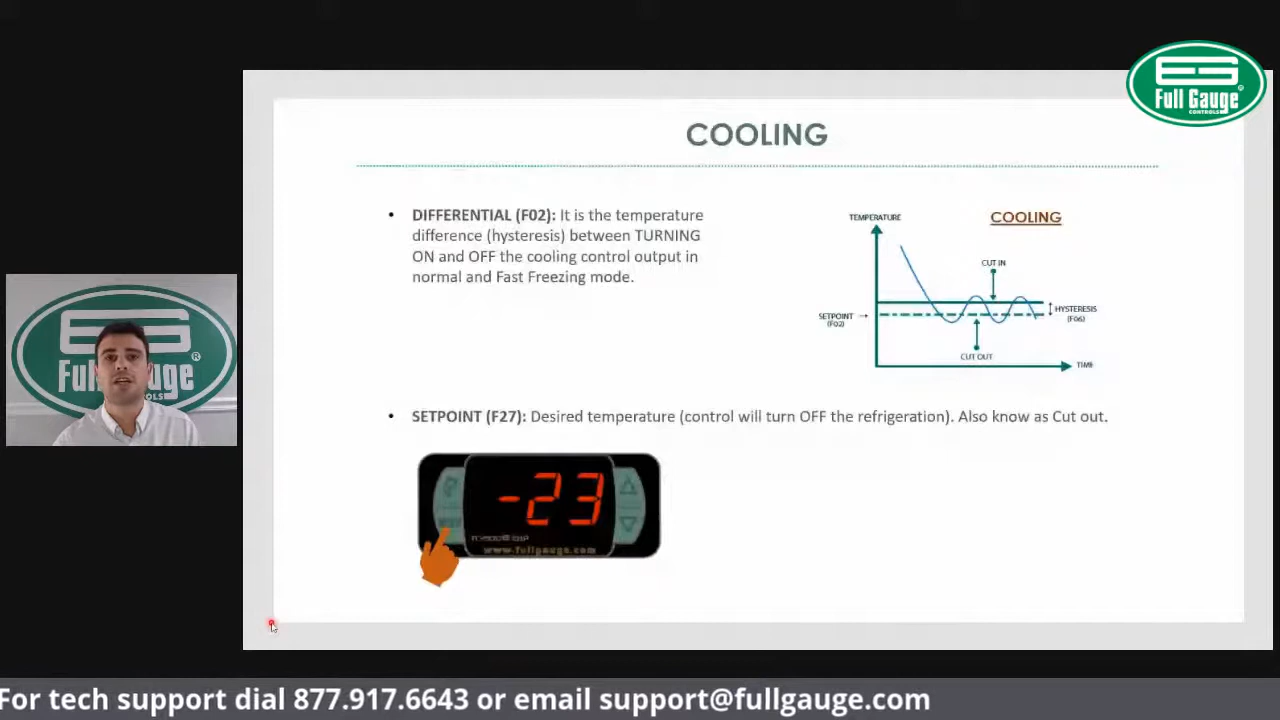 Full Gauge
CONTROLS
COOLING
DIFFERENTIAL (F02): It is the temperature
difference (hysteresis) between TURNING
ON and OFF the cooling control output in
normal and Fast Freezing mode.
TEMPERATURE
COOLING
CUT IN
SETPOINT
(F02)
HYSTERESIS
(F06)
CUT OUT
TIME
SETPOINT (F27): Desired temperature (control will turn OFF the refrigeration). Also know as Cut out.
-23
www.fullgauge.com
Full Gauge
For tech support dial 877.917.6643 or email support@fullgauge.com